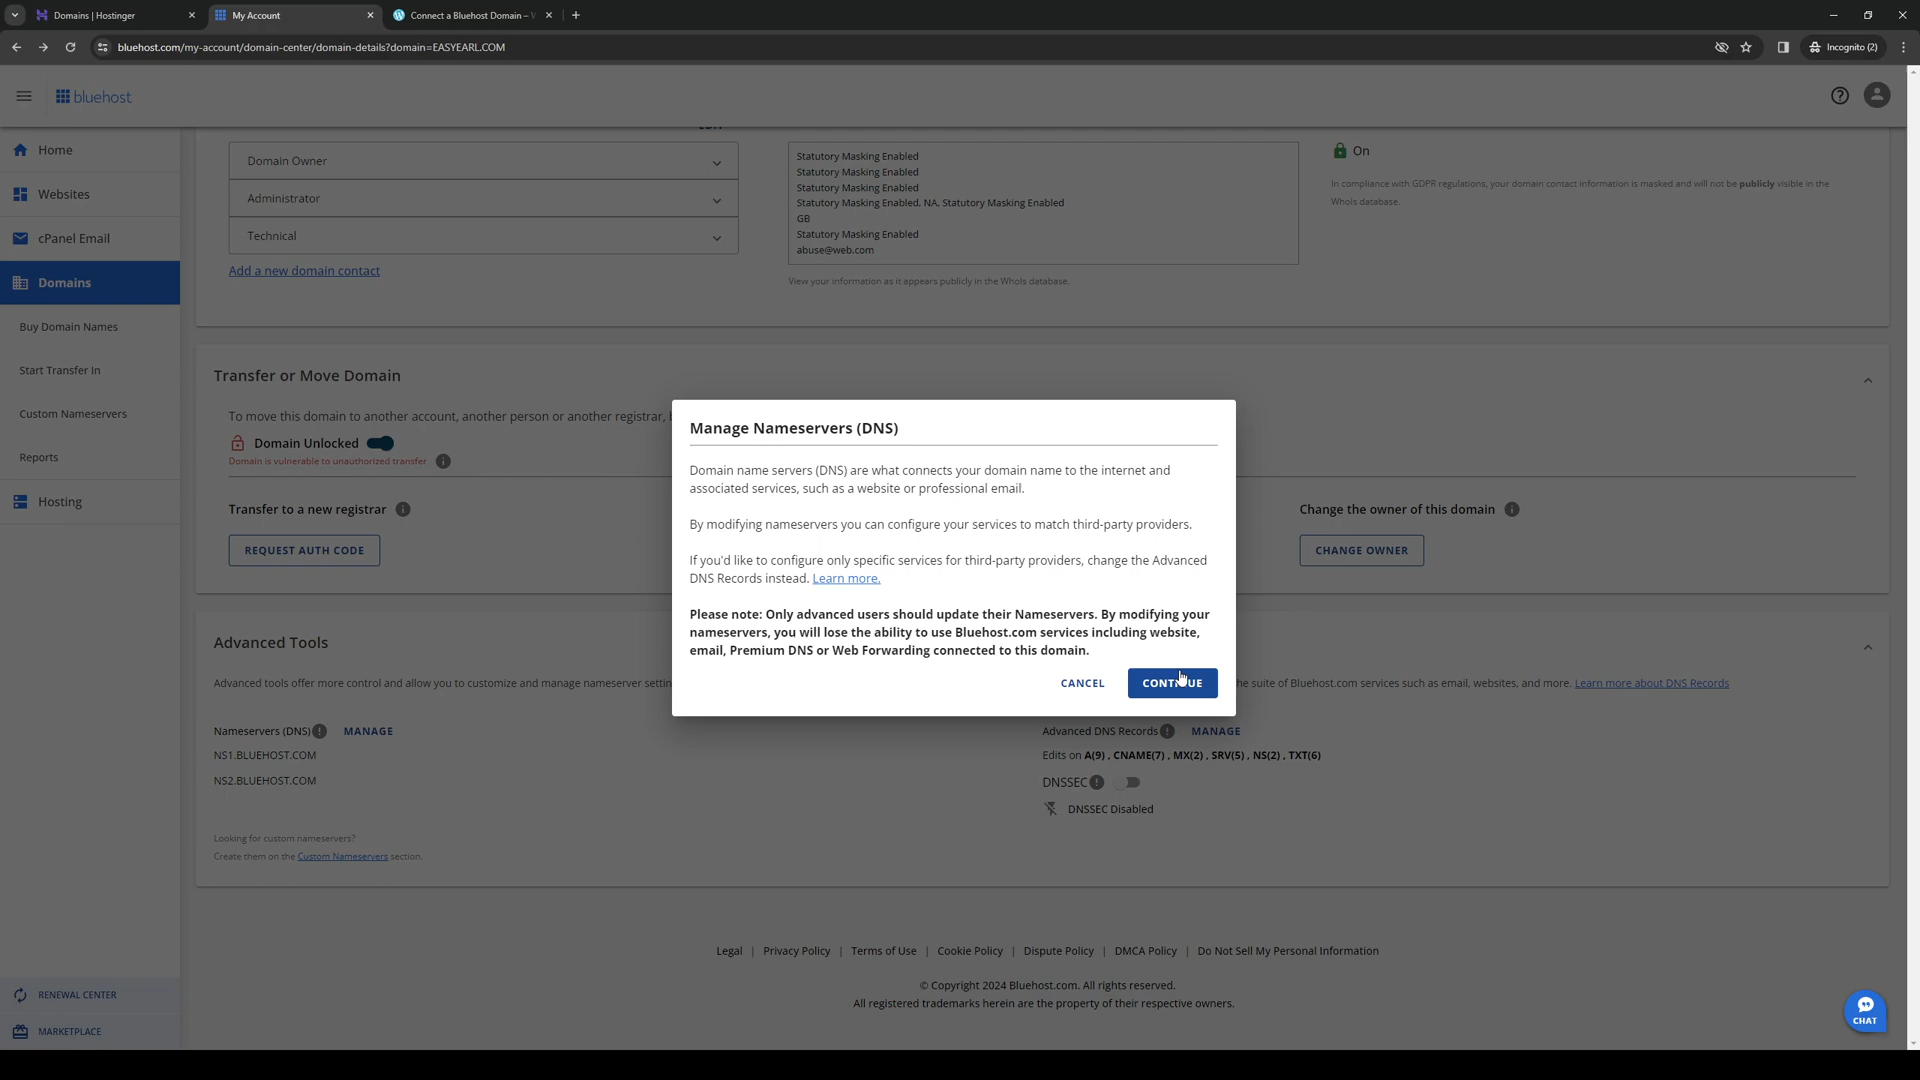 Domains | Hostinger
My Account
Connect a Bluehost Domain – W
bluehost.com/my-account/domain-center/domain-details?domain=EASYEARL.COM
Incognito (2)
bluehost
Home
Websites
cPanel Email
Domains
Buy Domain Names
Start Transfer In
Custom Nameservers
Reports
Hosting
RENEWAL CENTER
MARKETPLACE
Domain Owner
Administrator
Technical
Add a new domain contact
Statutory Masking Enabled
Statutory Masking Enabled
Statutory Masking Enabled
Statutory Masking Enabled, NA, Statutory Masking Enabled
GB
Statutory Masking Enabled
abuse@web.com
View your information as it appears publicly in the WhoIs database.
On
In compliance with GDPR regulations, your domain contact information is masked and will not be publicly visible in the
WhoIs database.
Transfer or Move Domain
To move this domain to another account, another person or another registrar,
Domain Unlocked
Domain is vulnerable to unauthorized transfer
Transfer to a new registrar
REQUEST AUTH CODE
Change the owner of this domain
CHANGE OWNER
Manage Nameservers (DNS)
Domain name servers (DNS) are what connects your domain name to the internet and
associated services, such as a website or professional email.
By modifying nameservers you can configure your services to match third-party providers.
If you'd like to configure only specific services for third-party providers, change the Advanced
DNS Records instead. Learn more.
Please note: Only advanced users should update their Nameservers. By modifying your
nameservers, you will lose the ability to use Bluehost.com services including website,
email, Premium DNS or Web Forwarding connected to this domain.
CANCEL
CONTINUE
Advanced Tools
Advanced tools offer more control and allow you to customize and manage nameserver
he suite of Bluehost.com services such as email, websites, and more. Learn more about DNS Records
Nameservers (DNS) MANAGE
NS1.BLUEHOST.COM
NS2.BLUEHOST.COM
Looking for custom nameservers?
Create them on the Custom Nameservers section.
Advanced DNS Records MANAGE
Edits on A(9) , CNAME(7) , MX(2) , SRV(5) , NS(2) , TXT(6)
DNSSEC
DNSSEC Disabled
Legal | Privacy Policy | Terms of Use | Cookie Policy | Dispute Policy | DMCA Policy | Do Not Sell My Personal Information
© Copyright 2024 Bluehost.com. All rights reserved.
All registered trademarks herein are the property of their respective owners.
CHAT